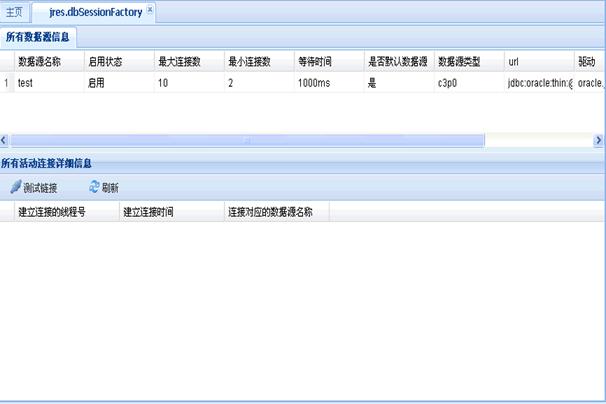 主页 jres.dbSessionFactory
所有数据源信息
数据源名称 启用状态 最大连接数 最小连接数 等待时间 是否默认数据源 数据源类型 url 驱动
1 test 启用 10 2 1000ms 是 c3p0 jdbc:oracle:thin:@ oracle.
所有活动连接详细信息
测试链接 刷新
建立连接的线程号 建立连接时间 连接对应的数据源名称